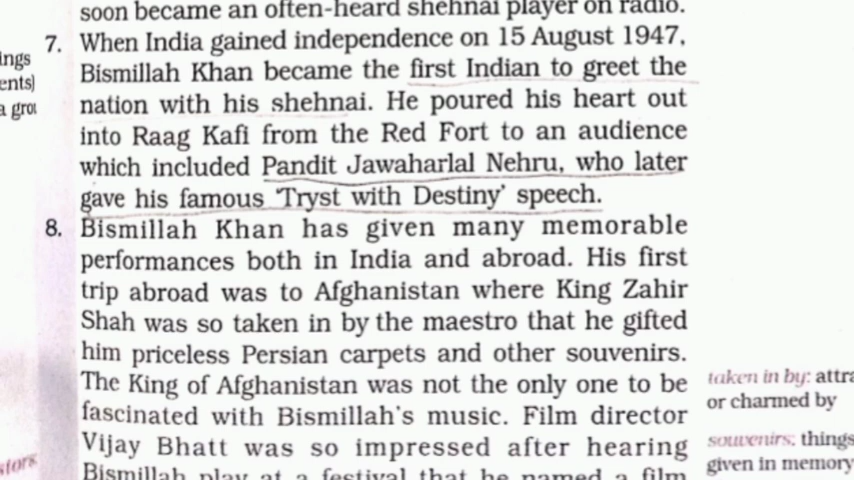 soon became an often-heard shehnai player on radio.
7. When India gained independence on 15 August 1947,
Bismillah Khan became the first Indian to greet the
nation with his shehnai. He poured his heart out
into Raag Kafi from the Red Fort to an audience
which included Pandit Jawaharlal Nehru, who later
gave his famous 'Tryst with Destiny' speech.
8. Bismillah Khan has given many memorable
performances both in India and abroad. His first
trip abroad was to Afghanistan where King Zahir
Shah was so taken in by the maestro that he gifted
him priceless Persian carpets and other souvenirs.
The King of Afghanistan was not the only one to be
fascinated with Bismillah's music. Film director
Vijay Bhatt was so impressed after hearing
Bismillah play at a festival that he named a film
ings
ents)
a
taken in by: attra
or charmed by
souvenirs: things
given in memory